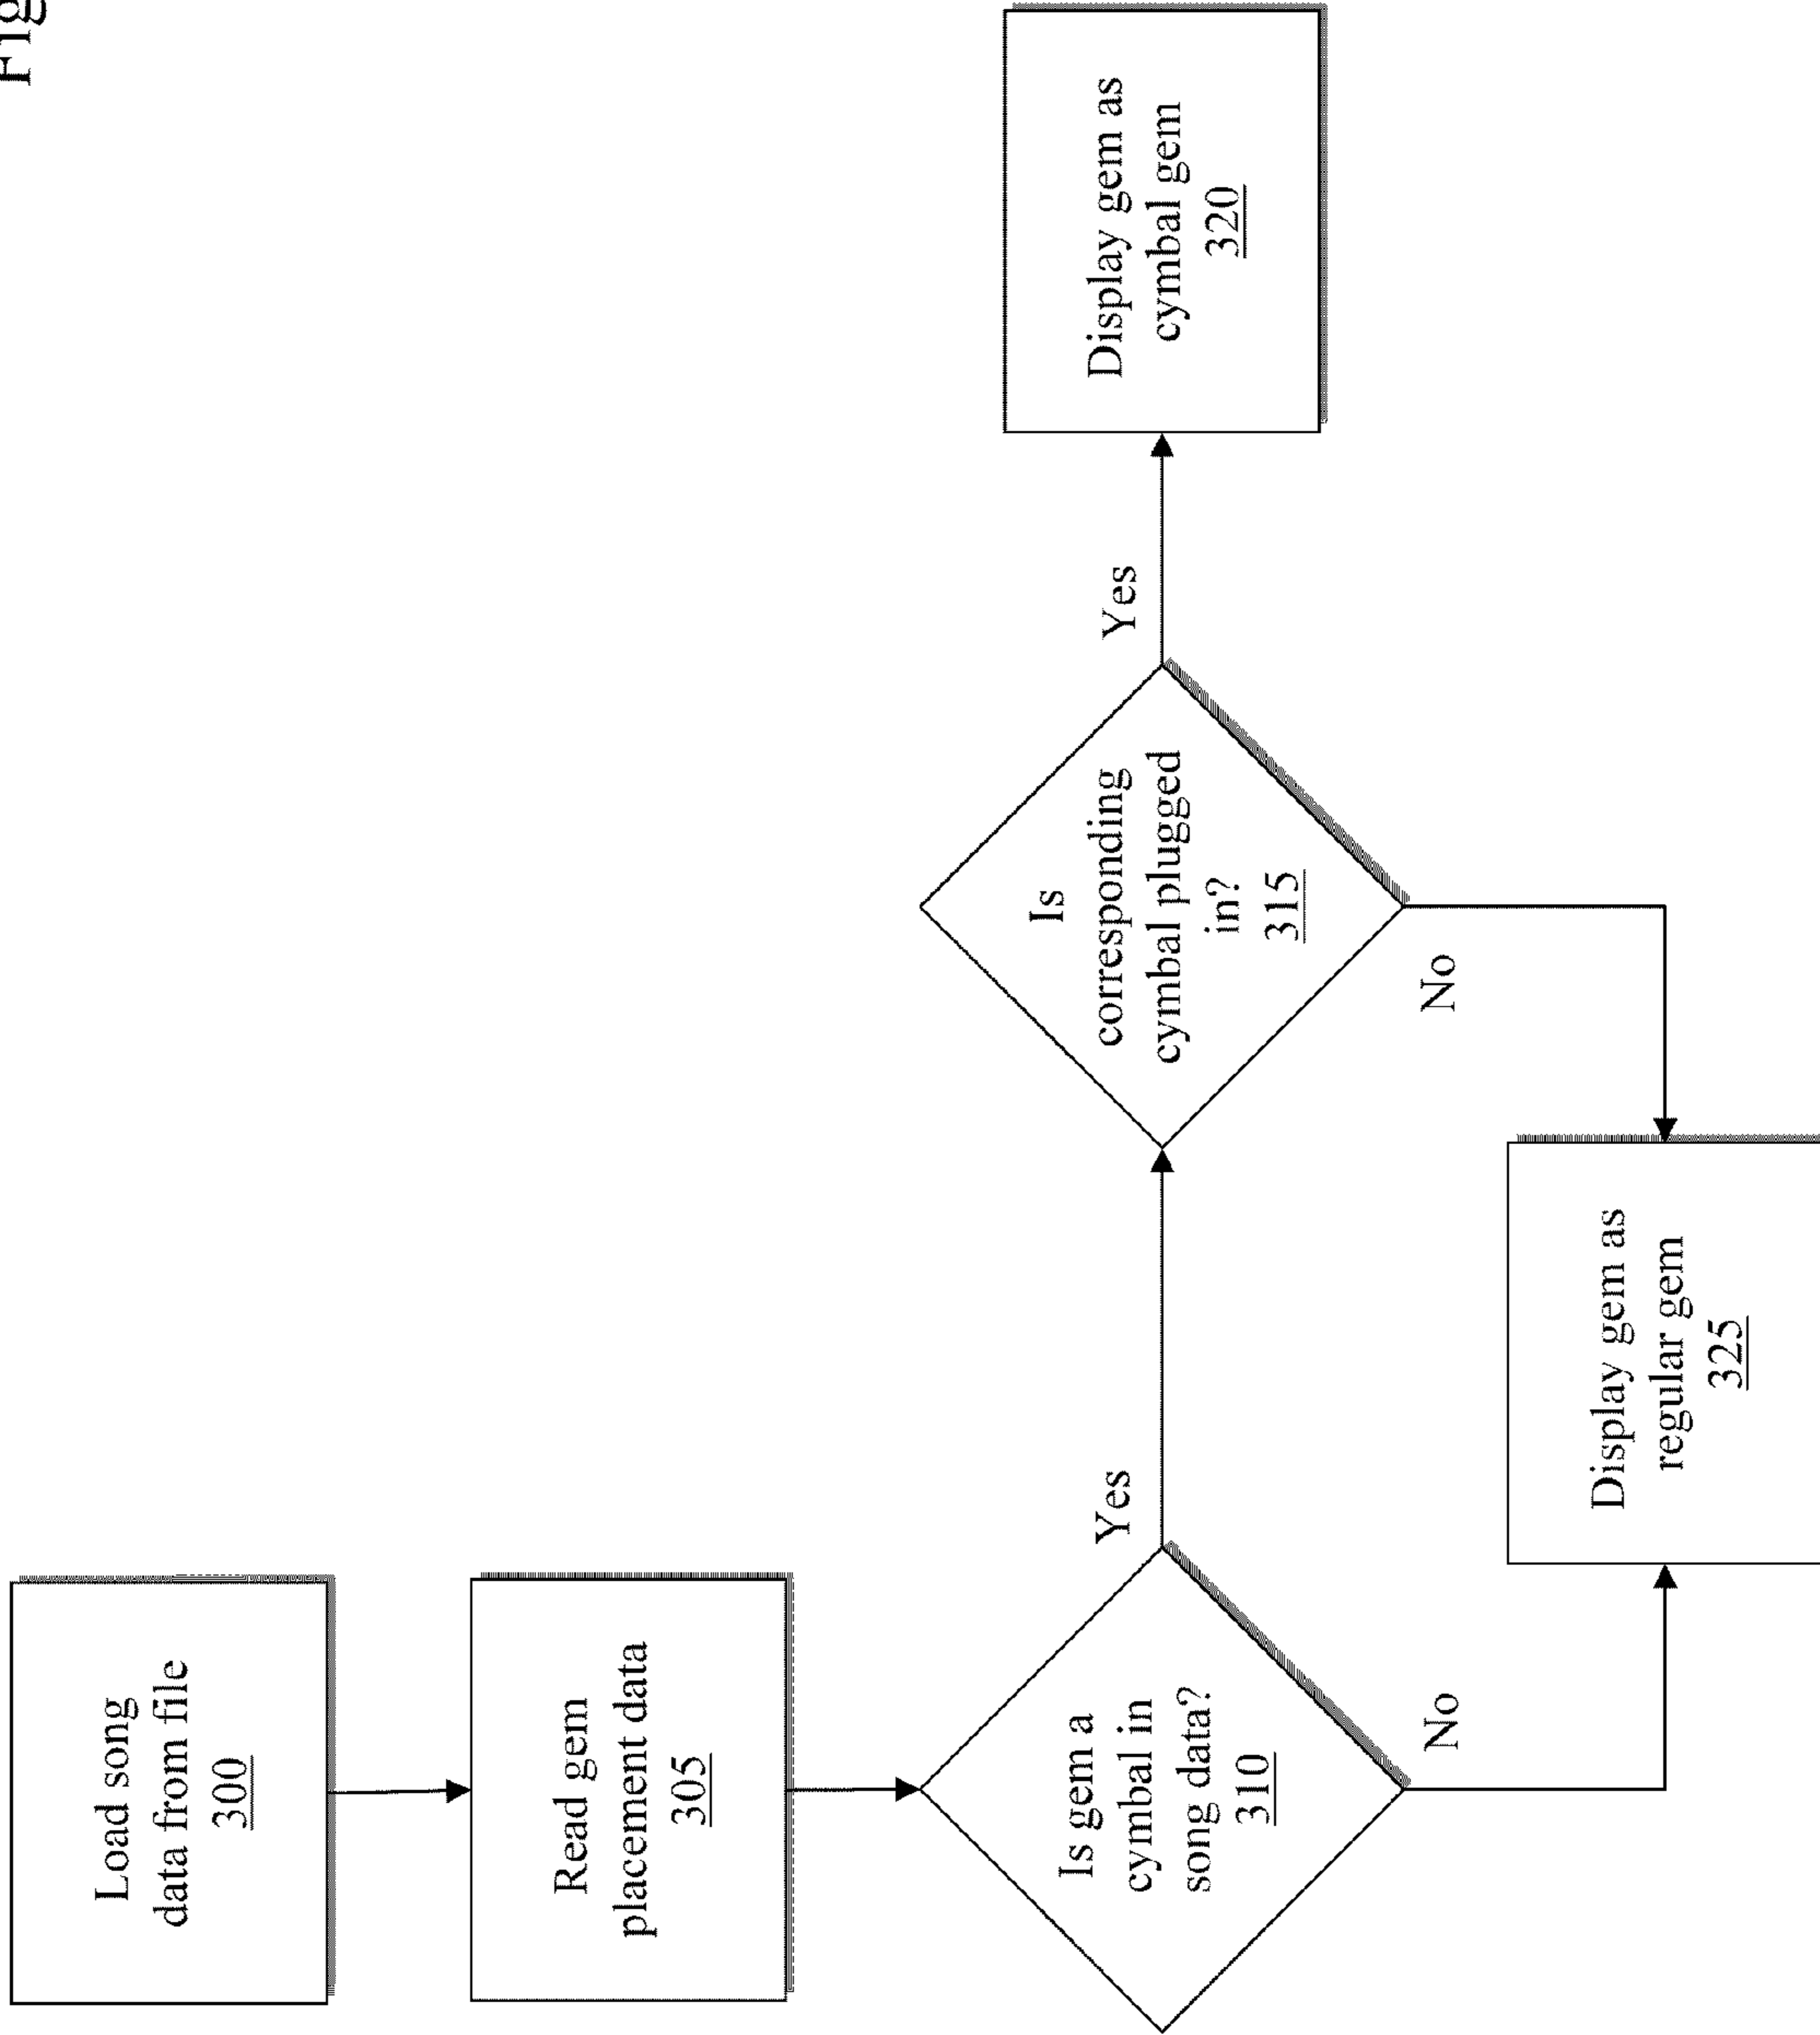 Fig
Load song
data from file
300
Read gem
placement data
305
Is gem a
cymbal in
song data?
310
Yes
No
Is
corresponding
cymbal plugged
in?
315
Yes
No
Display gem as
cymbal gem
320
Display gem as
regular gem
325